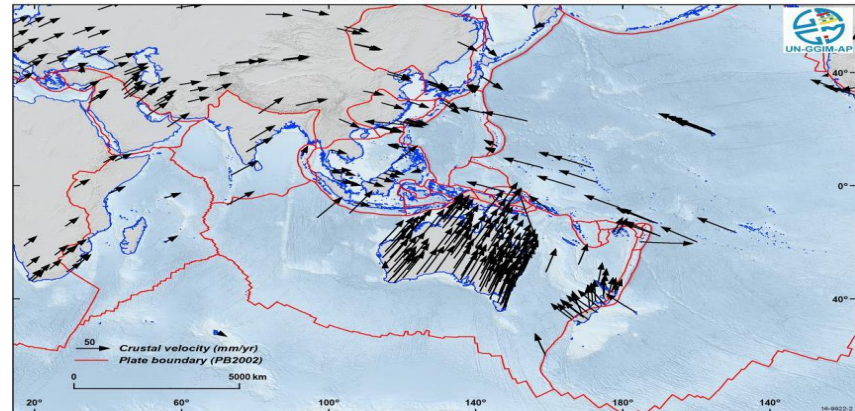 UN-GGIM-AP
40°
0°
40°
50
Crustal velocity (mm/yr)
Plate boundary (PB2002)
0 5000 km
20° 60° 100° 140° 180° 140°
16-9922-2